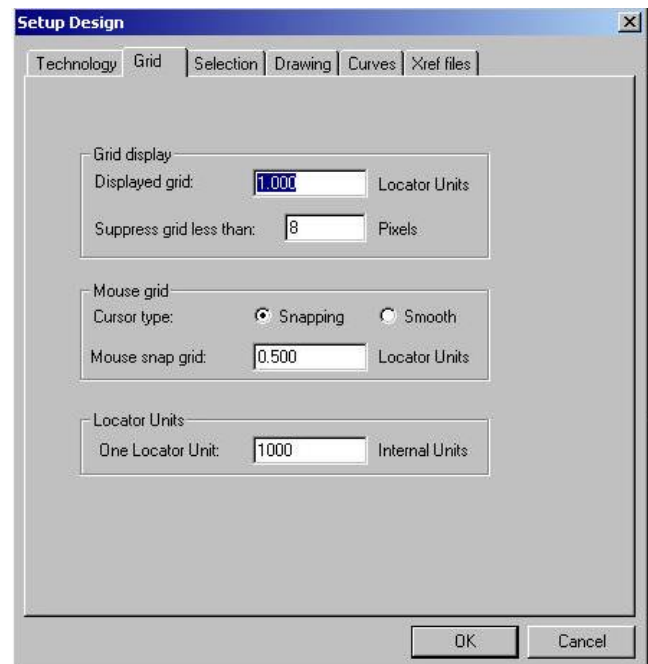 Setup Design
Technology Grid Selection Drawing Curves Xref files
Grid display
Displayed grid: 1.000 Locator Units
Suppress grid less than: 8 Pixels
Mouse grid
Cursor type: Snapping Smooth
Mouse snap grid: 0.500 Locator Units
Locator Units
One Locator Unit: 1000 Internal Units
OK Cancel